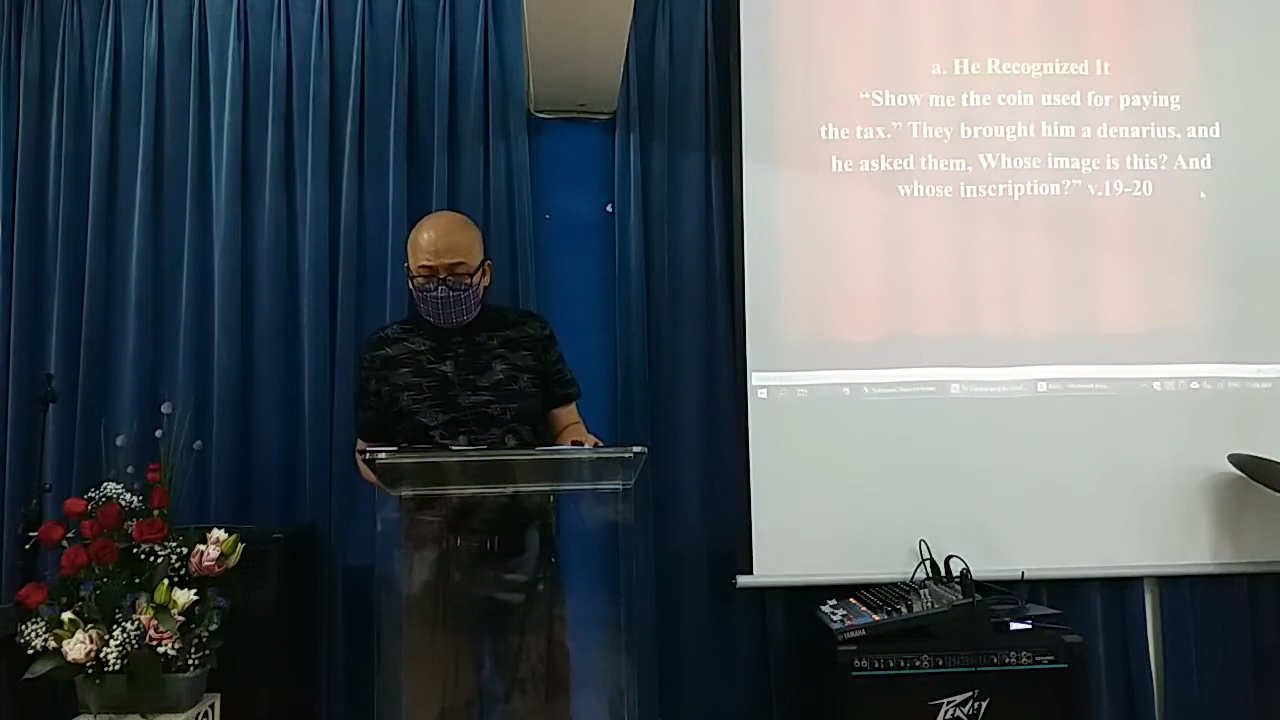 a. He Recognized It
“Show me the coin used for paying
the tax.” They brought him a denarius, and
he asked them, Whose image is this? And
whose inscription?” v.19-20
YAMAHA
PEAVEY